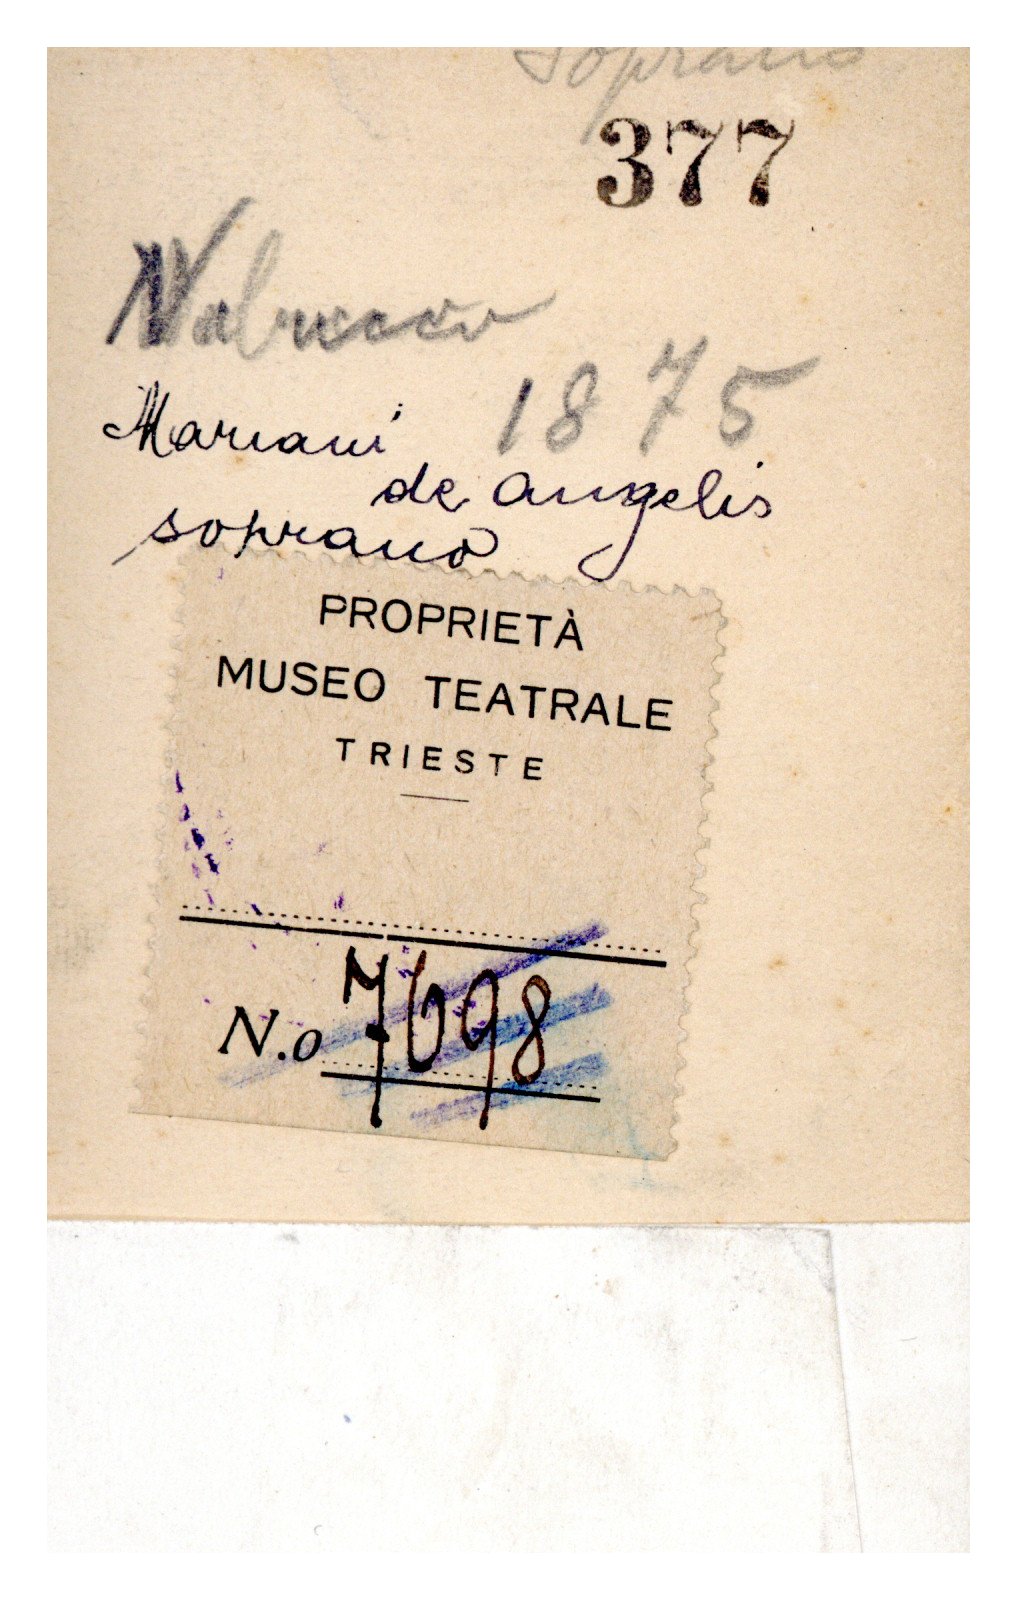 Soprano
377
Nabucco
1875
Mariani
de Angelis
soprano
PROPRIETÀ
MUSEO TEATRALE
TRIESTE
N.o 7698